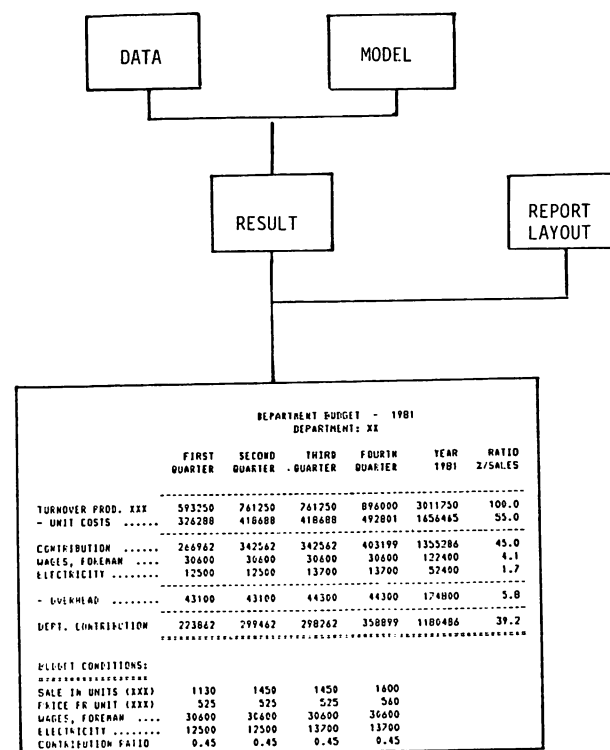 DATA
MODEL
RESULT
REPORT
LAYOUT
DEPARTMENT BUDGET - 1981
DEPARTMENT: XX
FIRST SECOND THIRD FOURTH YEAR RATIO
QUARTER QUARTER QUARTER QUARTER 1981 %/SALES
TURNOVER PROD. XXX 593250 761250 761250 896000 3011750 100.0
- UNIT COSTS ...... 326288 418688 418688 492801 1656465 55.0
CONTRIBUTION ...... 266962 342562 342562 403199 1355286 45.0
WAGES, FOREMAN .... 30600 30600 30600 30600 122400 4.1
ELECTRICITY ........ 12500 12500 13700 13700 52400 1.7
- OVERHEAD ........ 43100 43100 44300 44300 174800 5.8
DEPT. CONTRIBUTION 223862 299462 298262 358899 1180486 39.2
BUDGET CONDITIONS:
SALE IN UNITS (XXX) 1130 1450 1450 1600
PRICE PR UNIT (XXX) 525 525 525 560
WAGES, FOREMAN .... 30600 30600 30600 30600
ELECTRICITY ........ 12500 12500 13700 13700
CONTRIBUTION RATIO 0.45 0.45 0.45 0.45